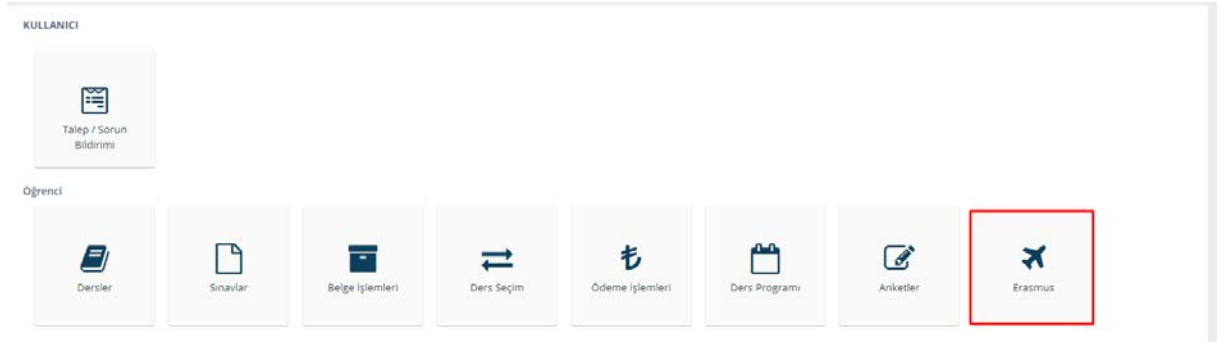 KULLANICI
Talep / Sorun
Bildirimi
Öğrenci
Dersler
Sınavlar
Belge İşlemleri
Ders Seçim
Ödeme İşlemleri
Ders Programı
Anketler
Erasmus